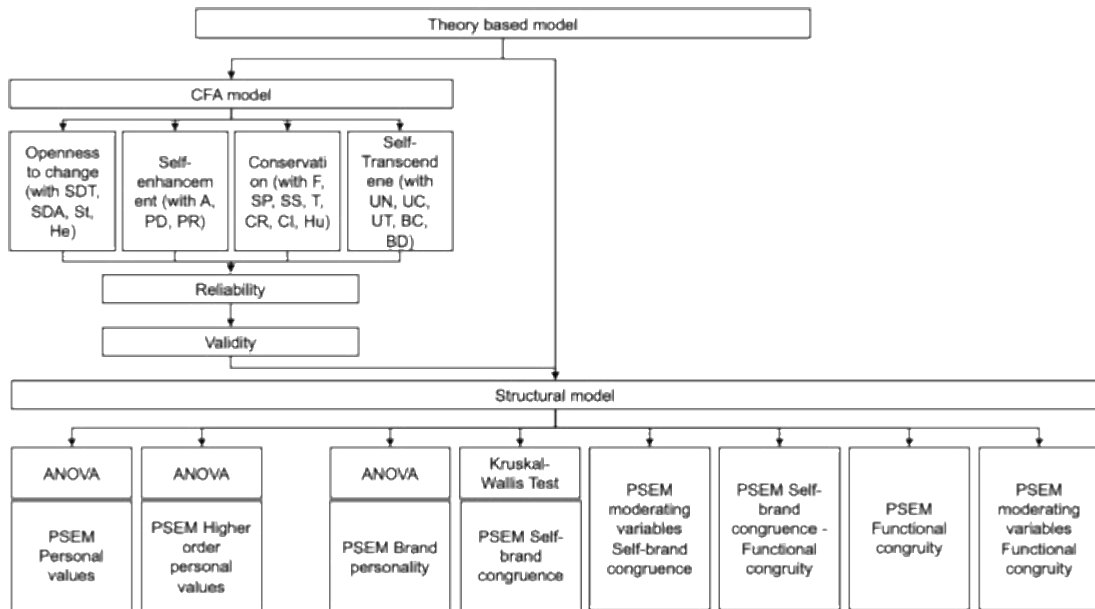 Theory based model
CFA model
Openness
to change
(with SDT,
SDA, St,
He)
Self-
enhancem
ent (with A,
PD, PR)
Conservati
on (with F,
SP, SS, T,
CR, CI, Hu)
Self-
Transcend
ene (with
UN, UC,
UT, BC,
BD)
Reliability
Validity
Structural model
ANOVA
PSEM
Personal
values
ANOVA
PSEM Higher
order
personal
values
ANOVA
PSEM Brand
personality
Kruskal-
Wallis Test
PSEM Self-
brand
congruence
PSEM
moderating
variables
Self-brand
congruence
PSEM Self-
brand
congruence -
Functional
congruity
PSEM
Functional
congruity
PSEM
moderating
variables
Functional
congruity